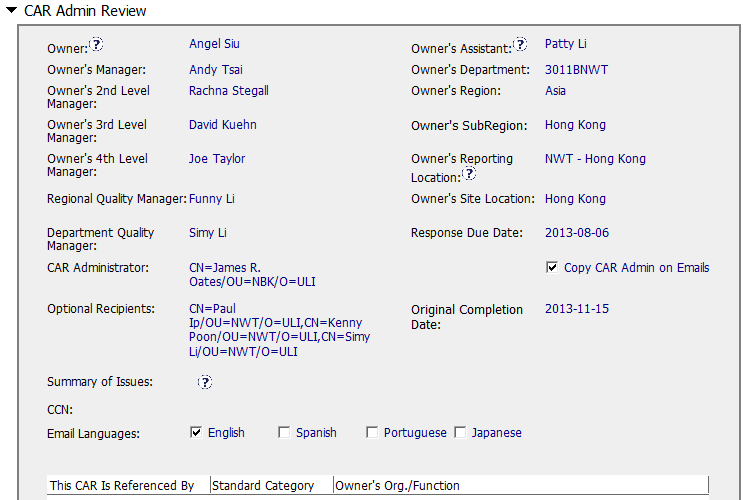 CAR Admin Review
Owner: ? Angel Siu Owner's Assistant: ? Patty Li
Owner's Manager: Andy Tsai Owner's Department: 3011BNWT
Owner's 2nd Level Manager: Rachna Stegall Owner's Region: Asia
Owner's 3rd Level Manager: David Kuehn Owner's SubRegion: Hong Kong
Owner's 4th Level Manager: Joe Taylor Owner's Reporting Location: ? NWT - Hong Kong
Regional Quality Manager: Funny Li Owner's Site Location: Hong Kong
Department Quality Manager: Simy Li Response Due Date: 2013-08-06
CAR Administrator: CN=James R. Oates/OU=NBK/O=ULI Copy CAR Admin on Emails
Optional Recipients: CN=Paul Ip/OU=NWT/O=ULI,CN=Kenny Poon/OU=NWT/O=ULI,CN=Simy Li/OU=NWT/O=ULI Original Completion Date: 2013-11-15
Summary of Issues: ?
CCN:
Email Languages: English Spanish Portuguese Japanese
This CAR Is Referenced By Standard Category Owner's Org./Function